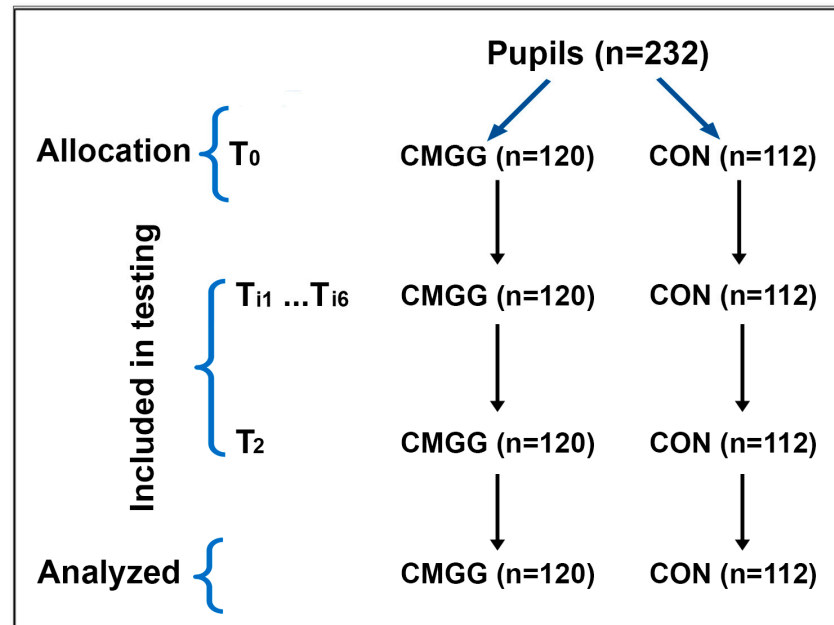 Pupils (n=232)
Allocation T0 CMGG (n=120) CON (n=112)
Included in testing
Ti1 ...Ti6 CMGG (n=120) CON (n=112)
T2 CMGG (n=120) CON (n=112)
Analyzed CMGG (n=120) CON (n=112)